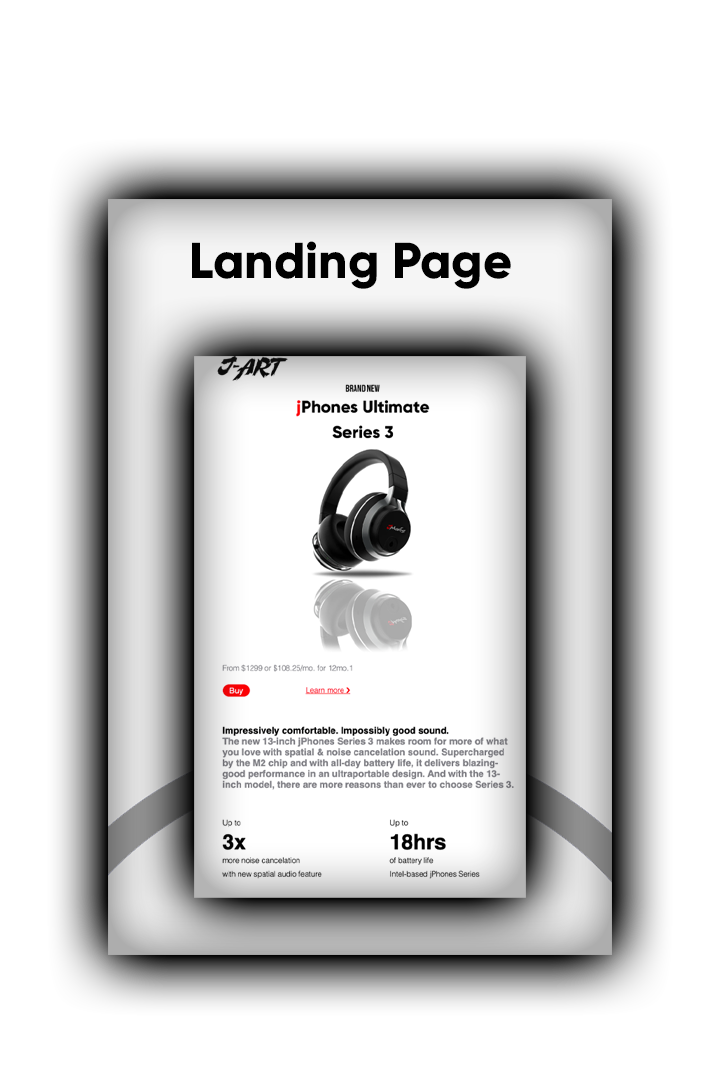 Landing Page
J-ART
BRAND NEW
jPhones Ultimate
Series 3
From $1299 or $108.25/mo. for 12mo.1
Buy
Learn more ❯
Impressively comfortable. Impossibly good sound.
The new 13-inch jPhones Series 3 makes room for more of what
you love with spatial & noise cancelation sound. Supercharged
by the M2 chip and with all-day battery life, it delivers blazing-
good performance in an ultraportable design. And with the 13-
inch model, there are more reasons than ever to choose Series 3.
Up to
3x
more noise cancelation
with new spatial audio feature
Up to
18hrs
of battery life
Intel-based jPhones Series